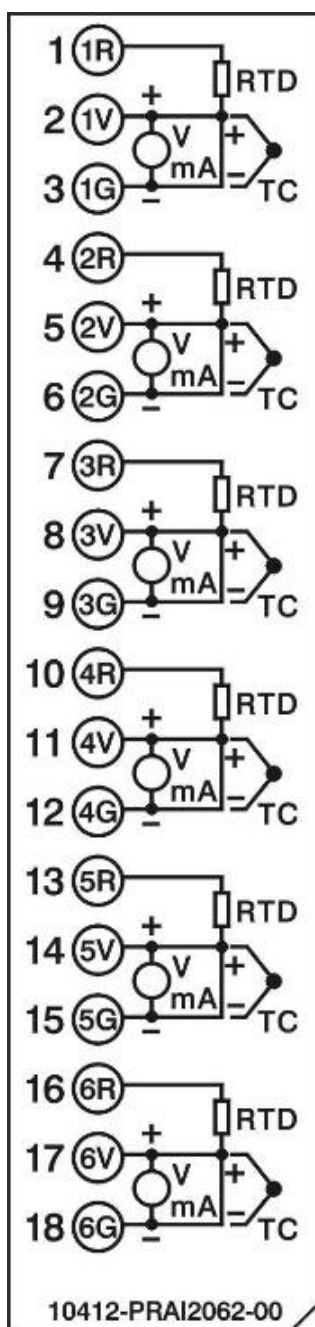 1 1R
RTD
+
2 1V
V
+
mA
3 1G
−
−
TC
4 2R
RTD
+
5 2V
V
+
mA
6 2G
−
−
TC
7 3R
RTD
+
8 3V
V
+
mA
9 3G
−
−
TC
10 4R
RTD
+
11 4V
V
+
mA
12 4G
−
−
TC
13 5R
RTD
+
14 5V
V
+
mA
15 5G
−
−
TC
16 6R
RTD
+
17 6V
V
+
mA
18 6G
−
−
TC
10412-PRAI2062-00